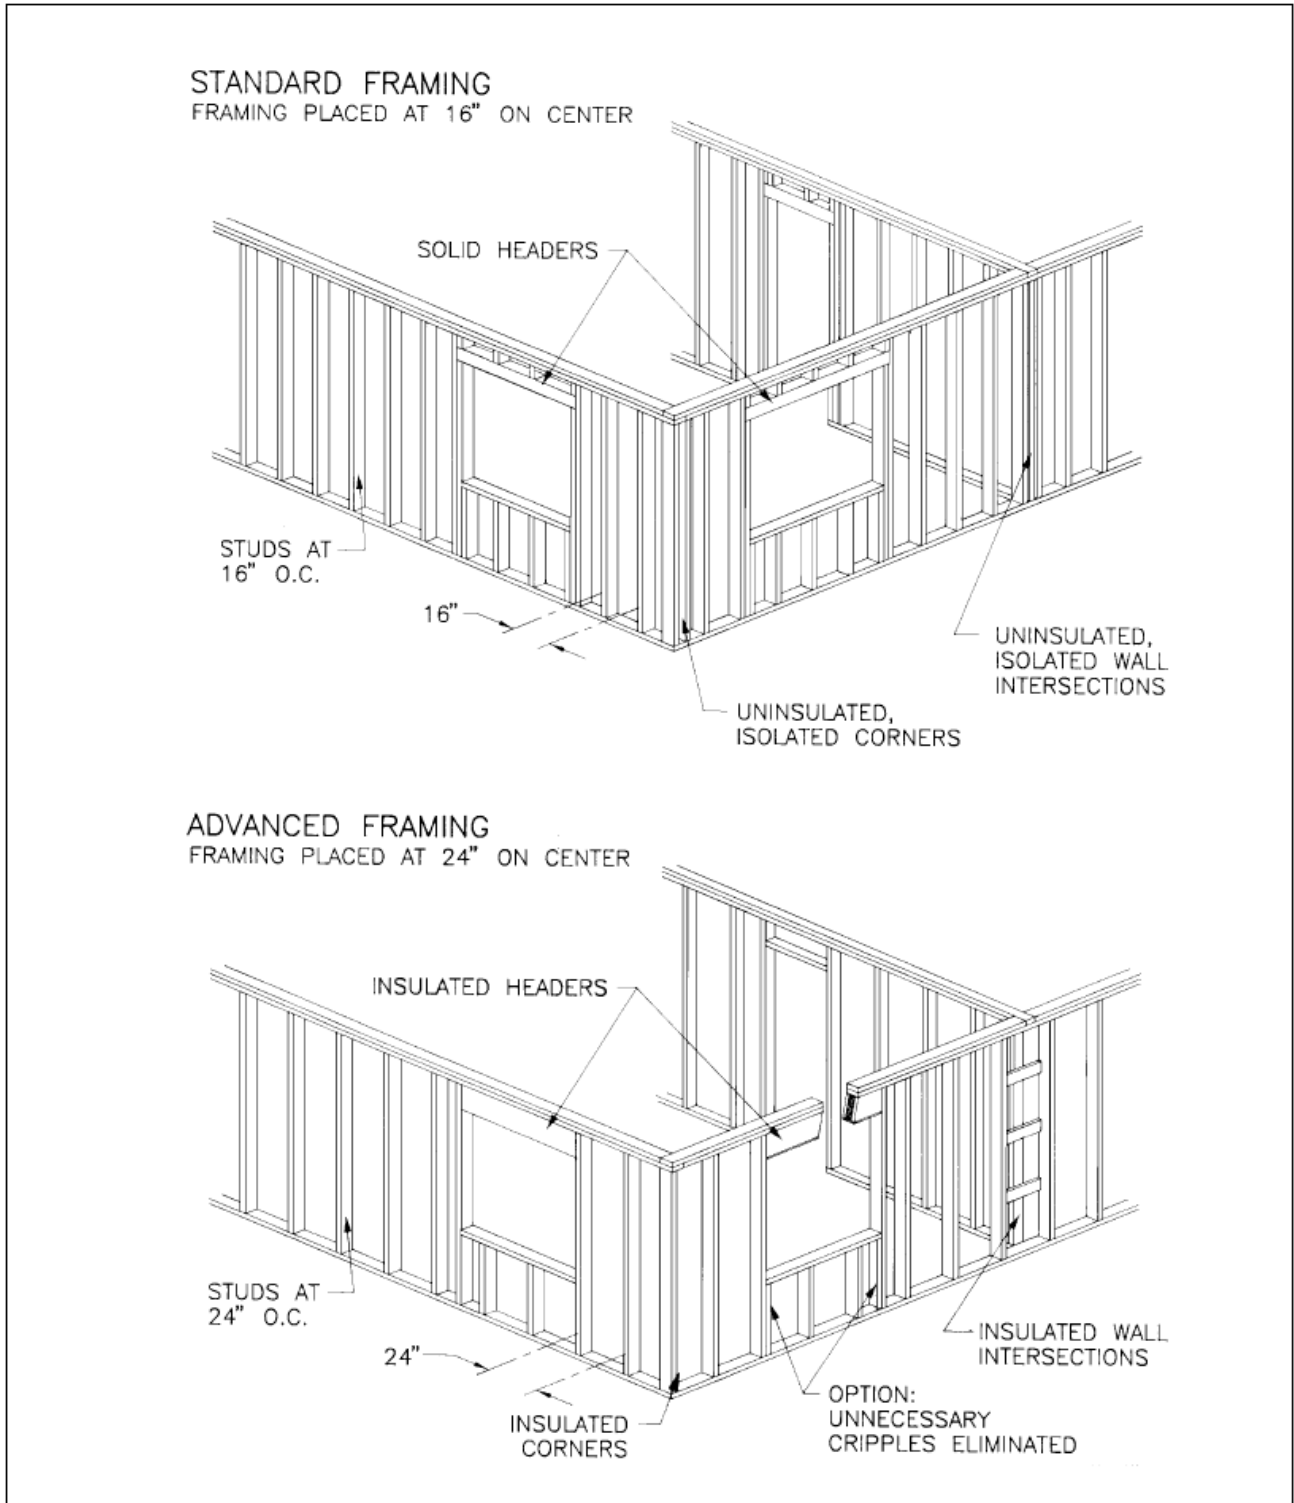 STANDARD FRAMING
FRAMING PLACED AT 16" ON CENTER
SOLID HEADERS
STUDS AT
16" O.C.
16"
UNINSULATED,
ISOLATED WALL
INTERSECTIONS
UNINSULATED,
ISOLATED CORNERS
ADVANCED FRAMING
FRAMING PLACED AT 24" ON CENTER
INSULATED HEADERS
STUDS AT
24" O.C.
24"
INSULATED WALL
INTERSECTIONS
INSULATED
CORNERS
OPTION:
UNNECESSARY
CRIPPLES ELIMINATED